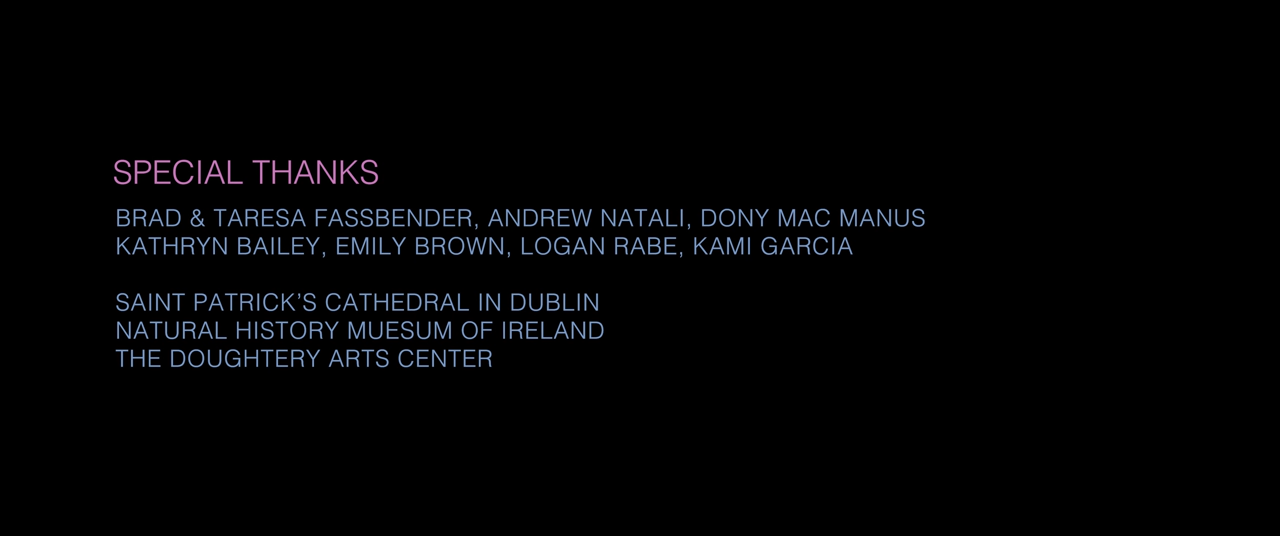 SPECIAL THANKS
BRAD & TARESA FASSBENDER, ANDREW NATALI, DONY MAC MANUS
KATHRYN BAILEY, EMILY BROWN, LOGAN RABE, KAMI GARCIA
SAINT PATRICK’S CATHEDRAL IN DUBLIN
NATURAL HISTORY MUESUM OF IRELAND
THE DOUGHTERY ARTS CENTER